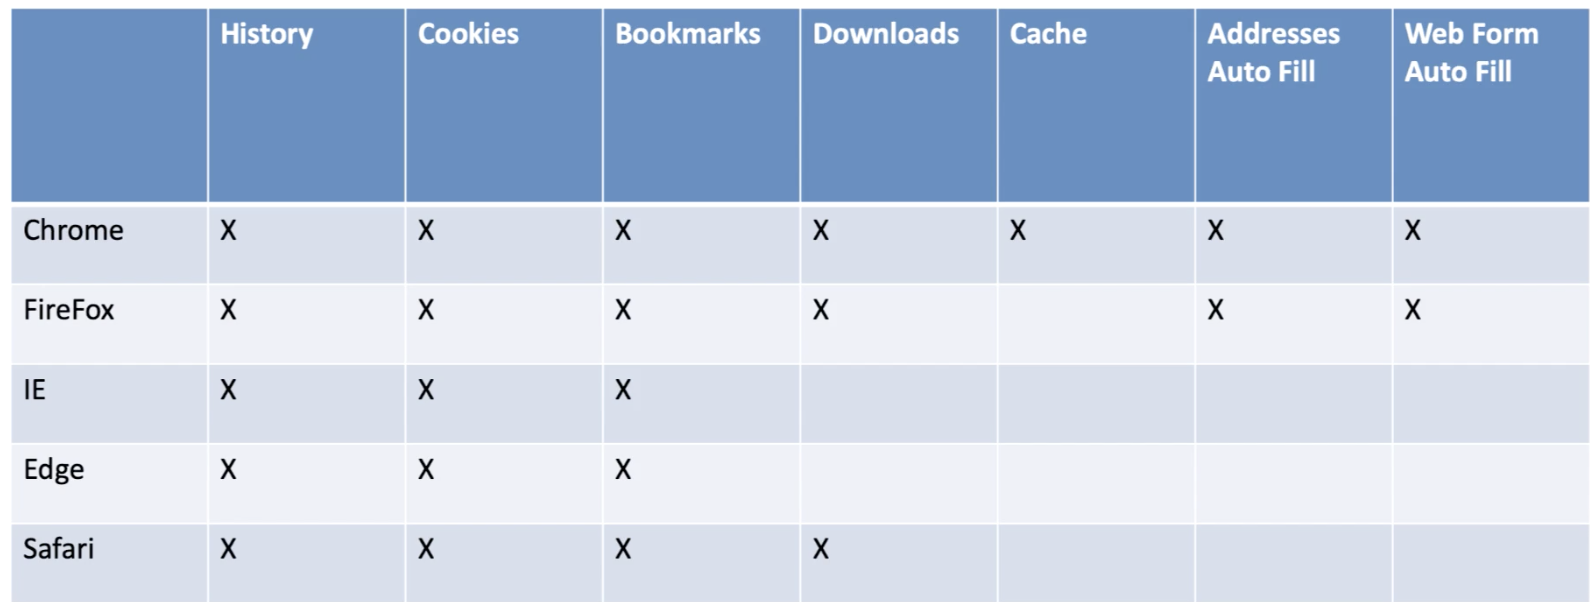 History Cookies Bookmarks Downloads Cache Addresses Web Form
Auto Fill Auto Fill
Chrome X X X X X X X
FireFox X X X X X X
IE X X X
Edge X X X
Safari X X X X